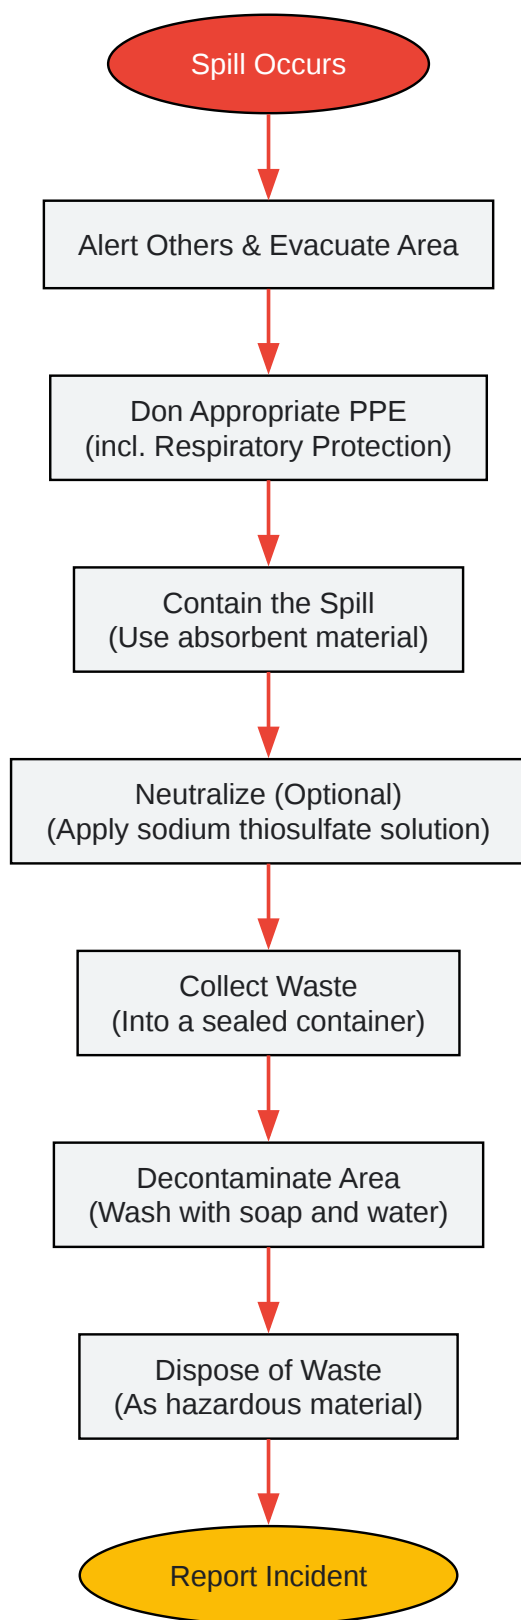 Spill Occurs
Alert Others & Evacuate Area
Don Appropriate PPE
(incl. Respiratory Protection)
Contain the Spill
(Use absorbent material)
Neutralize (Optional)
(Apply sodium thiosulfate solution)
Collect Waste
(Into a sealed container)
Decontaminate Area
(Wash with soap and water)
Dispose of Waste
(As hazardous material)
Report Incident